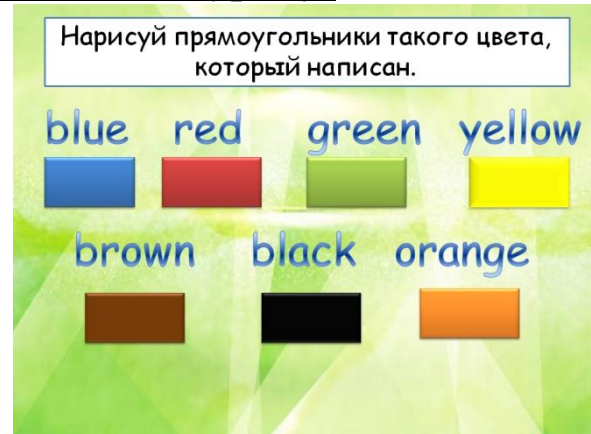 Нарисуй прямоугольники такого цвета,
который написан.
blue red green yellow
brown black orange